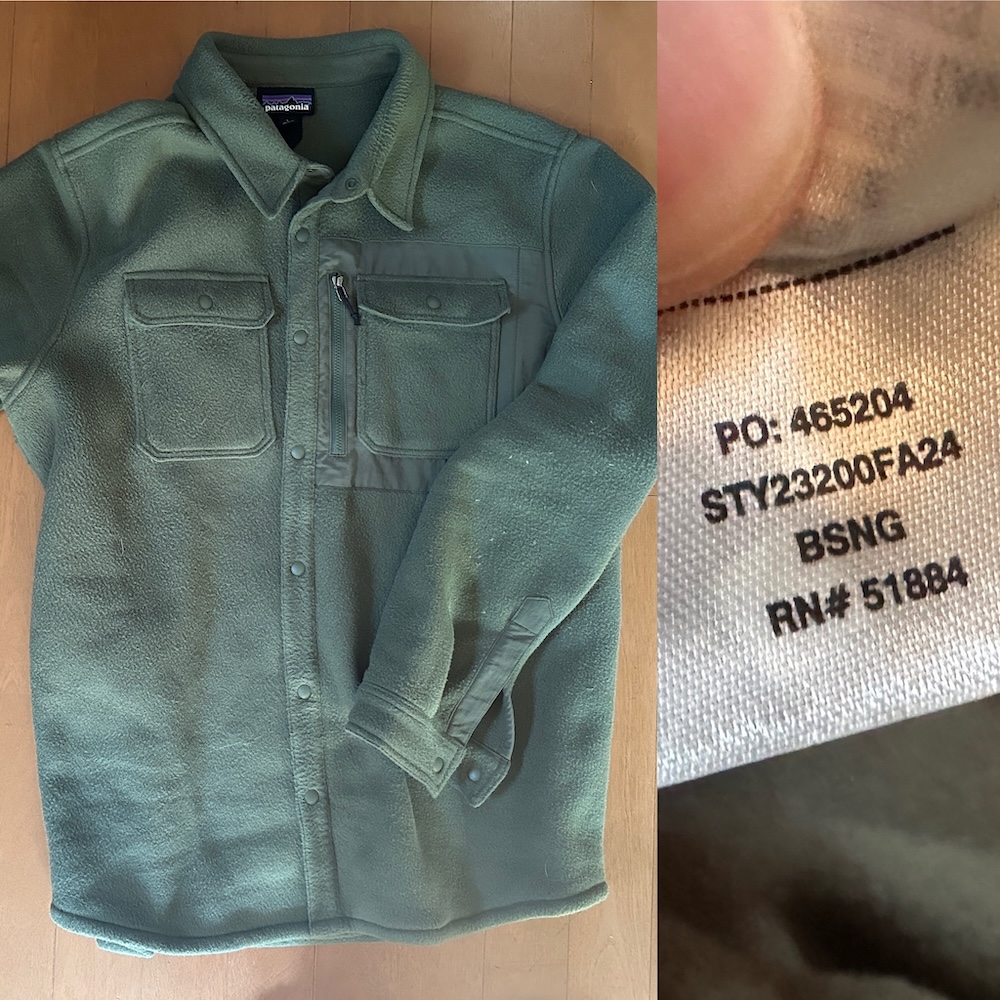 patagonia
PO: 465204
STY23200FA24
BSNG
RN# 51884